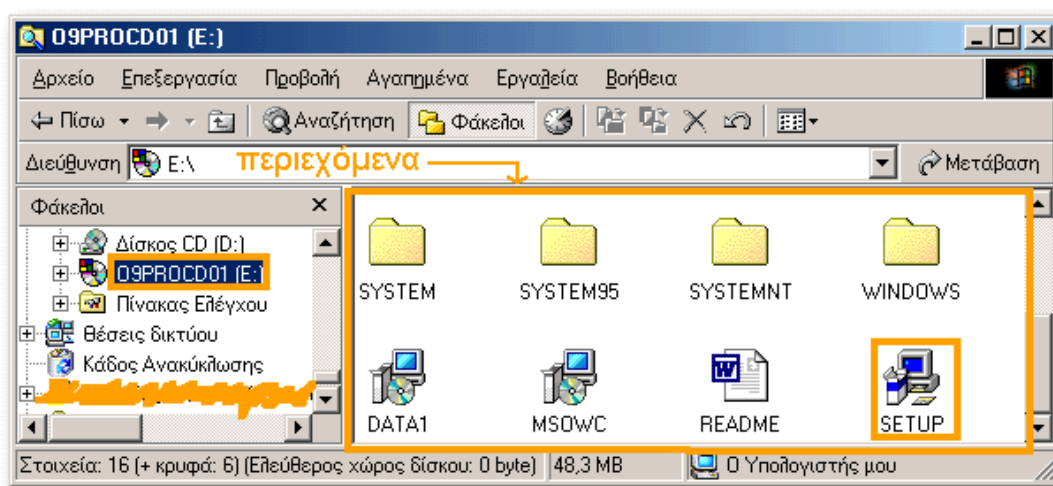 O9PROCD01 (E:)
Αρχείο Επεξεργασία Προβολή Αγαπημένα Εργαλεία Βοήθεια
Πίσω Αναζήτηση Φάκελοι
Διεύθυνση E:\ περιεχόμενα Μετάβαση
Φάκελοι
Δίσκος CD (D:)
O9PROCD01 (E:)
Πίνακας Ελέγχου
Θέσεις δικτύου
Κάδος Ανακύκλωσης
SYSTEM SYSTEM95 SYSTEMNT WINDOWS
DATA1 MSOWC README SETUP
Στοιχεία: 16 (+ κρυφά: 6) (Ελεύθερος χώρος δίσκου: 0 byte) 48,3 MB Ο Υπολογιστής μου